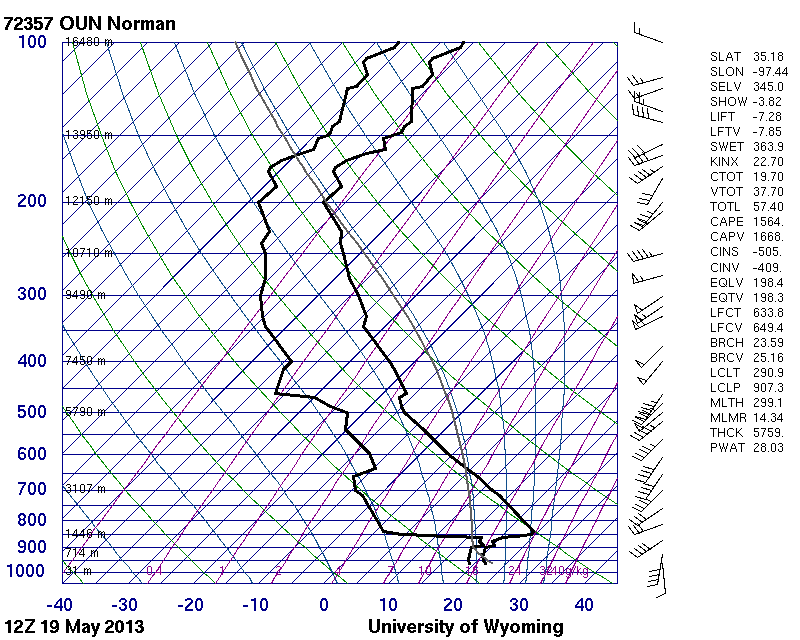 72357 OUN Norman
100
16480 m
13950 m
200
12150 m
10710 m
300
9490 m
400
7450 m
500
5790 m
600
700
3107 m
800
1446 m
900
714 m
1000
31 m
0.4
1
2
4
7
10
16
24
32
40g/kg
-40 -30 -20 -10 0 10 20 30 40
12Z 19 May 2013
University of Wyoming
SLAT 35.18
SLON -97.44
SELV 345.0
SHOW -3.82
LIFT -7.28
LFTV -7.85
SWET 363.9
KINX 22.70
CTOT 19.70
VTOT 37.70
TOTL 57.40
CAPE 1564.
CAPV 1668.
CINS -505.
CINV -409.
EQLV 198.4
EQTV 198.3
LFCT 633.8
LFCV 649.4
BRCH 23.59
BRCV 25.16
LCLT 290.9
LCLP 907.3
MLTH 299.1
MLMR 14.34
THCK 5759.
PWAT 28.03